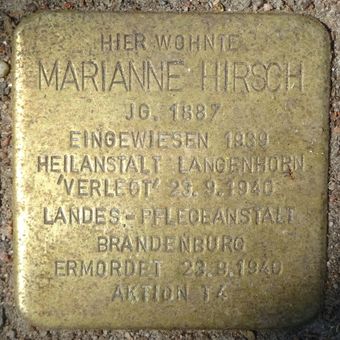 HIER WOHNTE
MARIANNE HIRSCH
JG. 1887
EINGEWIESEN 1939
HEILANSTALT LANGENHORN
'VERLEGT' 23.9.1940
LANDES-PFLEGEANSTALT
BRANDENBURG
ERMORDET 23.9.1940
AKTION T4